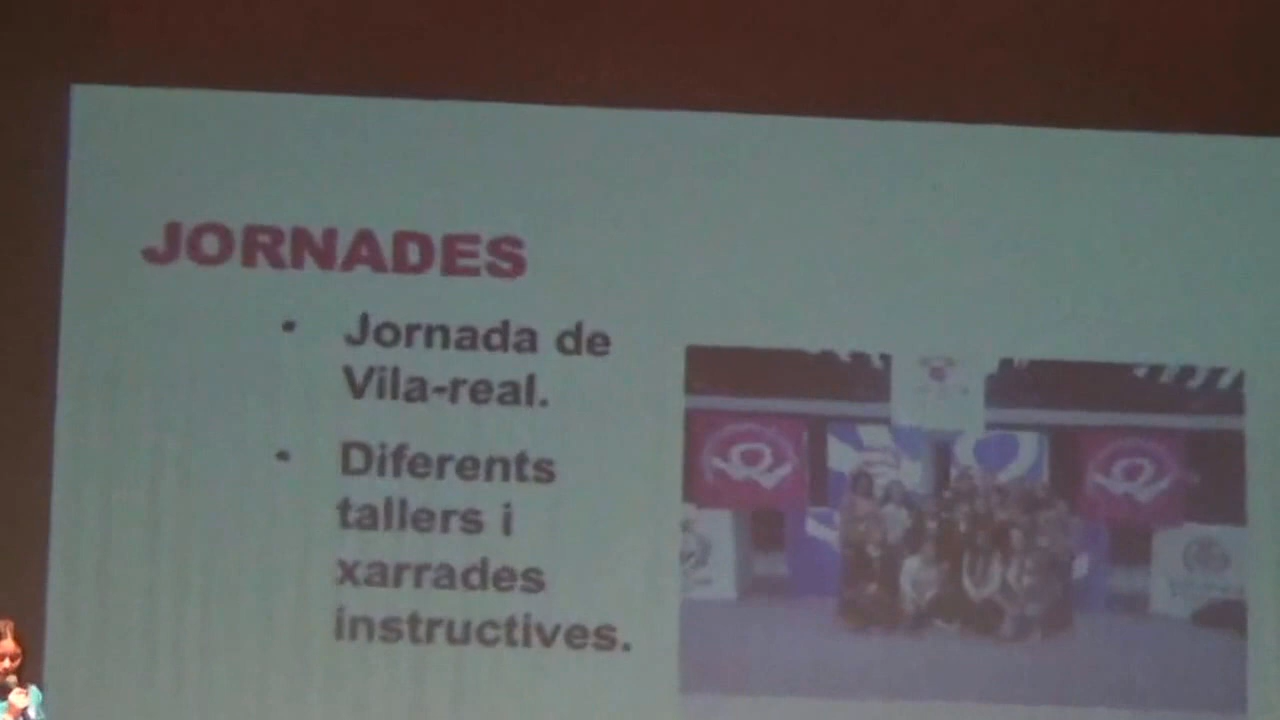 JORNADES
• Jornada de
Vila-real.
• Diferents
tallers i
xarrades
instructives.